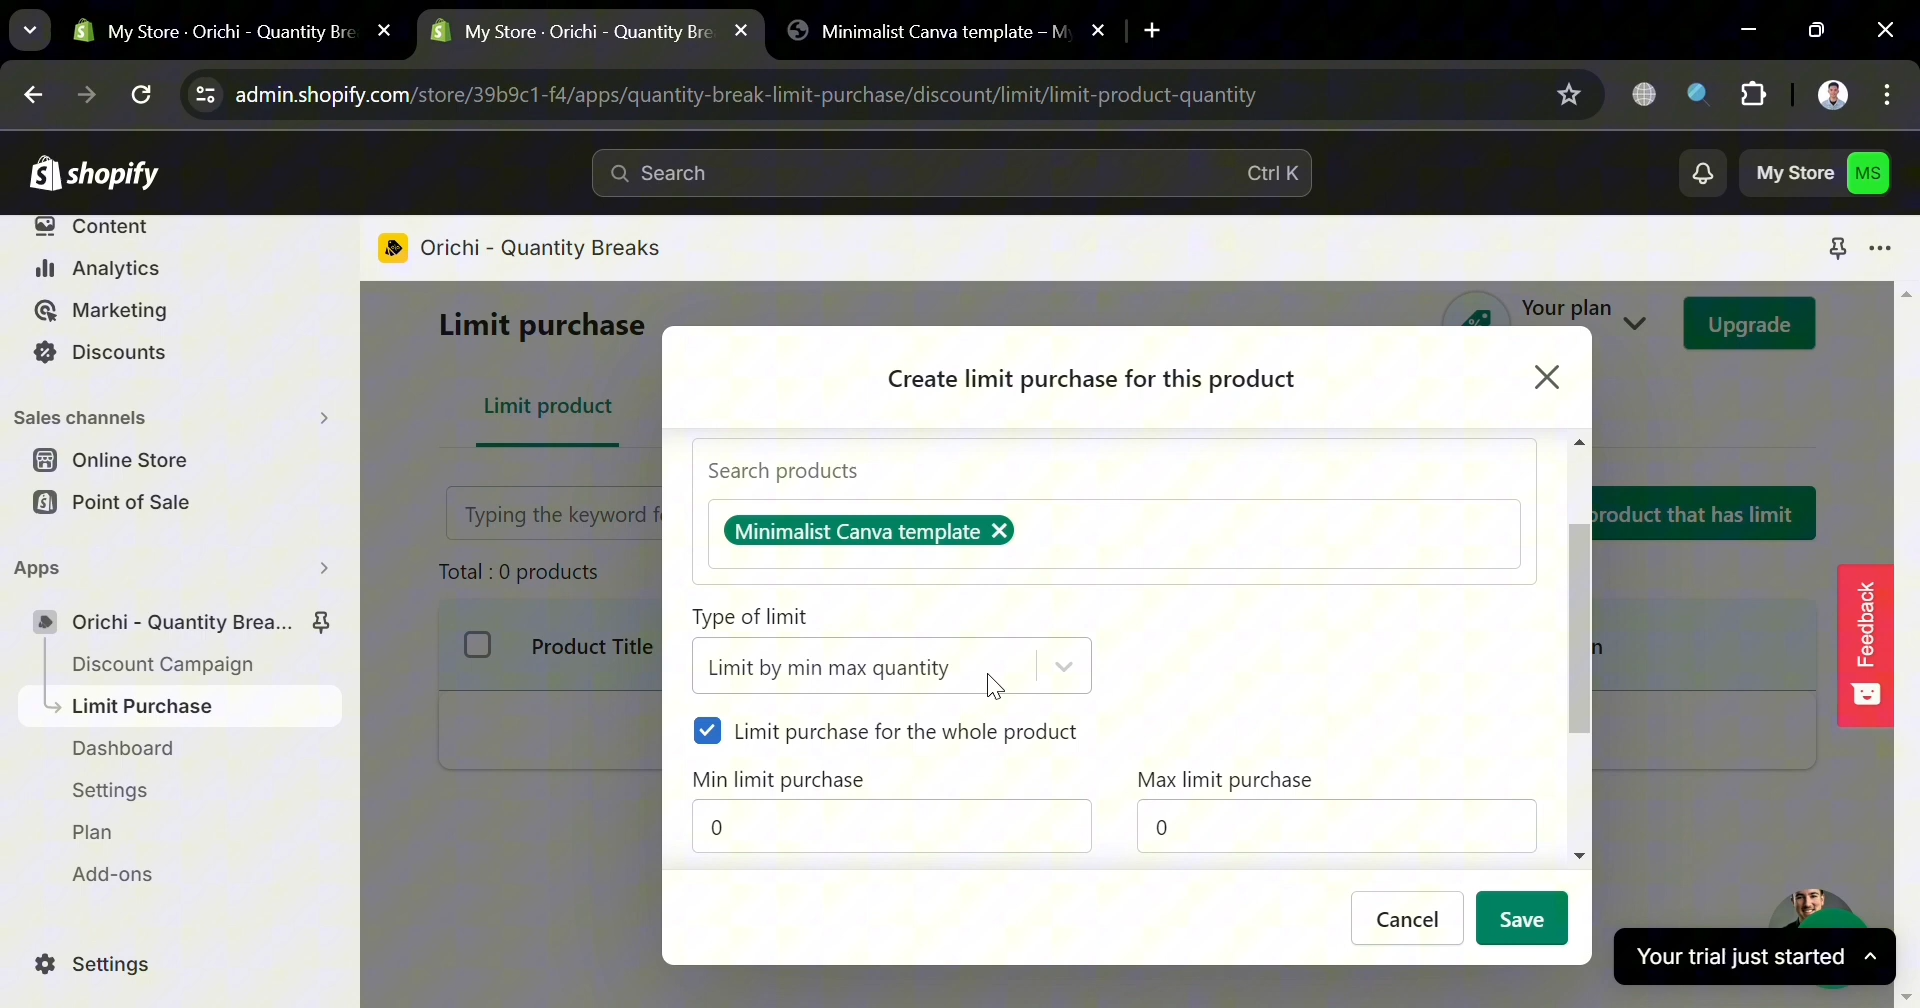 My Store · Orichi - Quantity Bre
My Store · Orichi - Quantity Bre
Minimalist Canva template – My
admin.shopify.com/store/39b9c1-f4/apps/quantity-break-limit-purchase/discount/limit/limit-product-quantity
shopify
Search
Ctrl K
My Store
MS
Content
Analytics
Marketing
Discounts
Sales channels
Online Store
Point of Sale
Apps
Orichi - Quantity Brea...
Discount Campaign
Limit Purchase
Dashboard
Settings
Plan
Add-ons
Settings
Orichi - Quantity Breaks
Limit purchase
Your plan
Upgrade
Limit product
Typing the keyword f
product that has limit
Total : 0 products
Product Title
n
Create limit purchase for this product
Search products
Minimalist Canva template
Type of limit
Limit by min max quantity
Limit purchase for the whole product
Min limit purchase
Max limit purchase
0
0
Cancel
Save
Feedback
Your trial just started